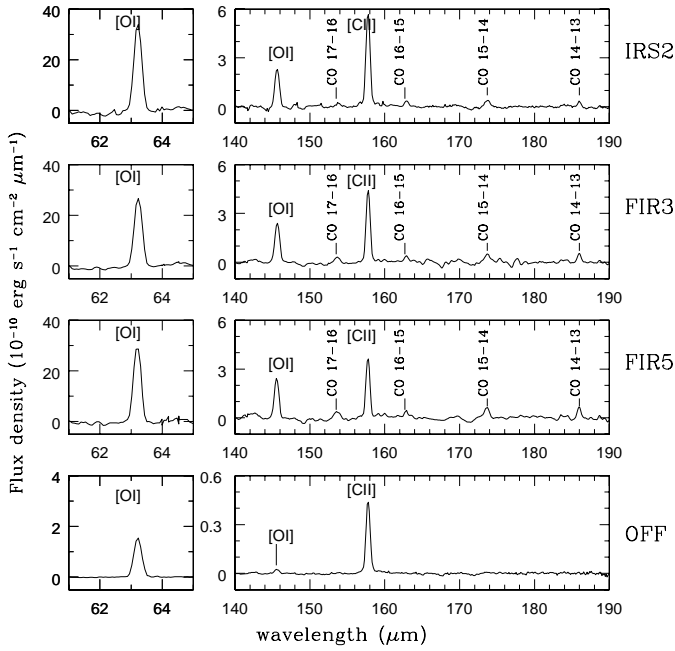 Flux density (10⁻¹⁰ erg s⁻¹ cm⁻² μm⁻¹)
40
20
0
62
64
[OI]
6
3
0
140
150
160
170
180
190
[OI]
CO 17-16
[CII]
CO 16-15
CO 15-14
CO 14-13
IRS2
40
20
0
62
64
[OI]
6
3
0
140
150
160
170
180
190
[OI]
CO 17-16
[CII]
CO 16-15
CO 15-14
CO 14-13
FIR3
40
20
0
62
64
[OI]
6
3
0
140
150
160
170
180
190
[OI]
CO 17-16
[CII]
CO 16-15
CO 15-14
CO 14-13
FIR5
4
2
0
62
64
[OI]
0.6
0.3
0
140
150
160
170
180
190
[OI]
[CII]
OFF
wavelength (μm)